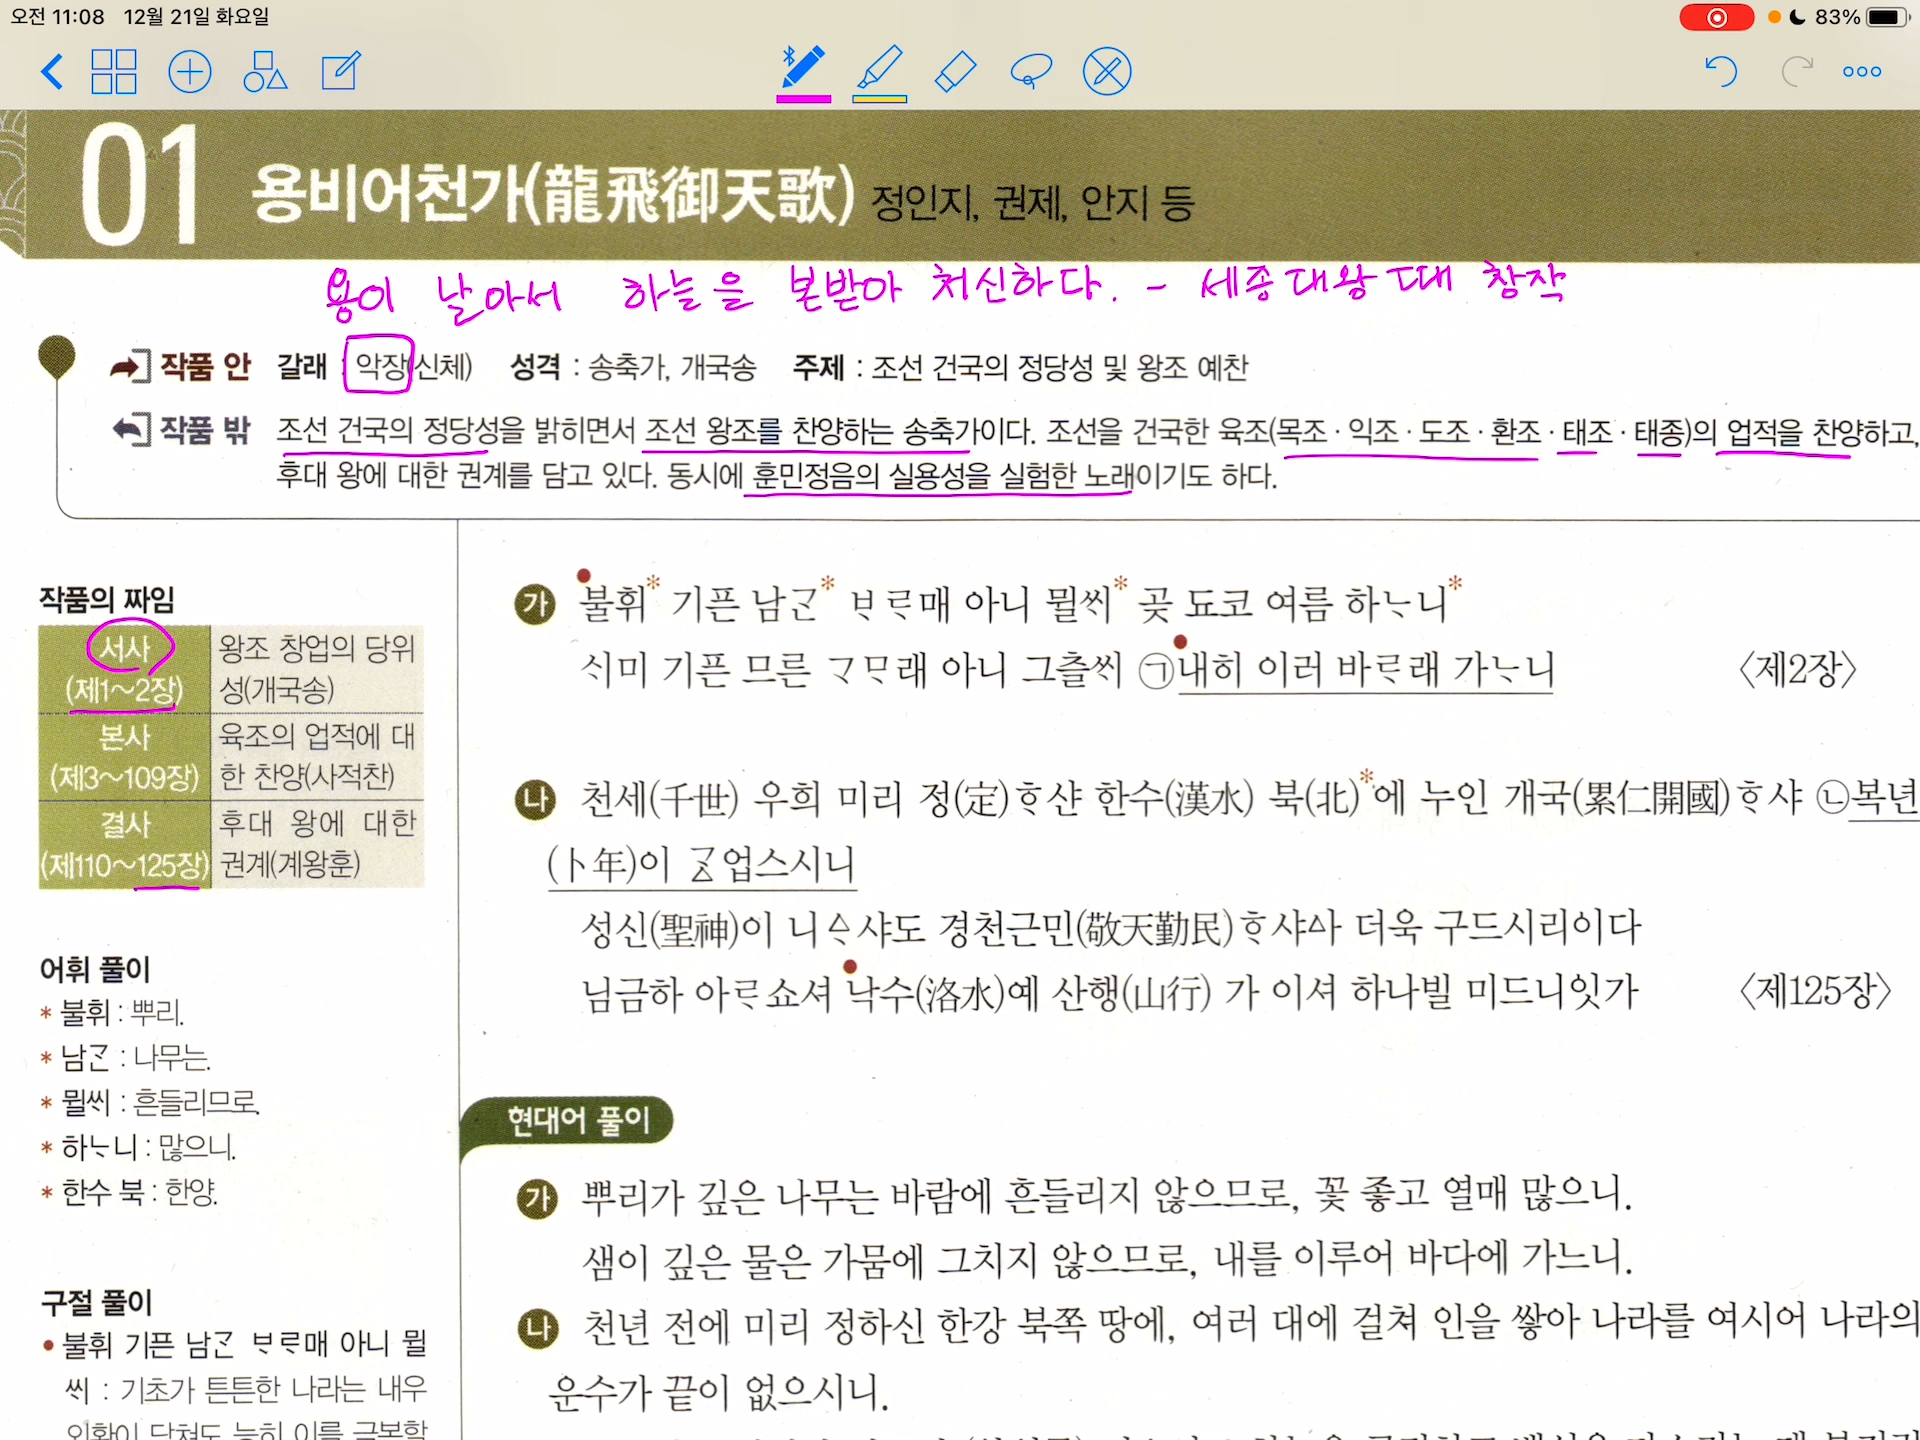 오전 11:08 12월 21일 화요일
83%
01 용비어천가(龍飛御天歌) 정인지, 권제, 안지 등
용이 날아서 하늘을 본받아 처신하다. - 세종대왕 때 창작
작품 안 갈래 : 악장(신체) 성격 : 송축가, 개국송 주제 : 조선 건국의 정당성 및 왕조 예찬
작품 밖 조선 건국의 정당성을 밝히면서 조선 왕조를 찬양하는 송축가이다. 조선을 건국한 육조(목조·익조·도조·환조·태조·태종)의 업적을 찬양하고,
후대 왕에 대한 권계를 담고 있다. 동시에 훈민정음의 실용성을 실험한 노래이기도 하다.
작품의 짜임
서사
(제1~2장)
왕조 창업의 당위
성(개국송)
본사
(제3~109장)
육조의 업적에 대
한 찬양(사적찬)
결사
(제110~125장)
후대 왕에 대한
권계(계왕훈)
어휘 풀이
* 불휘 : 뿌리.
* 남ᄀᆞᆫ : 나무는.
* 뮐ᄊᆡ : 흔들리므로.
* 하ᄂᆞ니 : 많으니.
* 한수 북 : 한양.
구절 풀이
● 불휘 기픈 남ᄀᆞᆫ ᄇᆞᄅᆞ매 아니 뮐
ᄊᆡ : 기초가 튼튼한 나라는 내우
외환이 닥쳐도 능히 이를 극복할
가 불휘* 기픈 남ᄀᆞᆫ* ᄇᆞᄅᆞ매 아니 뮐ᄊᆡ* 곶 됴코 여름 하ᄂᆞ니*
ᄉᆡ미 기픈 므른 ᄀᆞᄆᆞ래 아니 그츨ᄊᆡ ㉠내히 이러 바ᄅᆞ래 가ᄂᆞ니 〈제2장〉
나 천세(千世) 우희 미리 정(定)ᄒᆞ샨 한수(漢水) 북(北)*에 누인 개국(累仁開國)ᄒᆞ샤 ㉡복년
(卜年)이 ᄀᆞᇫ업스시니
성신(聖神)이 니ᅀᆞ샤도 경천근민(敬天勤民)ᄒᆞ샤ᅀᅡ 더욱 구드시리이다
님금하 아ᄅᆞ쇼셔 낙수(洛水)예 산행(山行) 가 이셔 하나빌 미드니잇가 〈제125장〉
현대어 풀이
가 뿌리가 깊은 나무는 바람에 흔들리지 않으므로, 꽃 좋고 열매 많으니.
샘이 깊은 물은 가뭄에 그치지 않으므로, 내를 이루어 바다에 가느니.
나 천년 전에 미리 정하신 한강 북쪽 땅에, 여러 대에 걸쳐 인을 쌓아 나라를 여시어 나라의
운수가 끝이 없으시니.